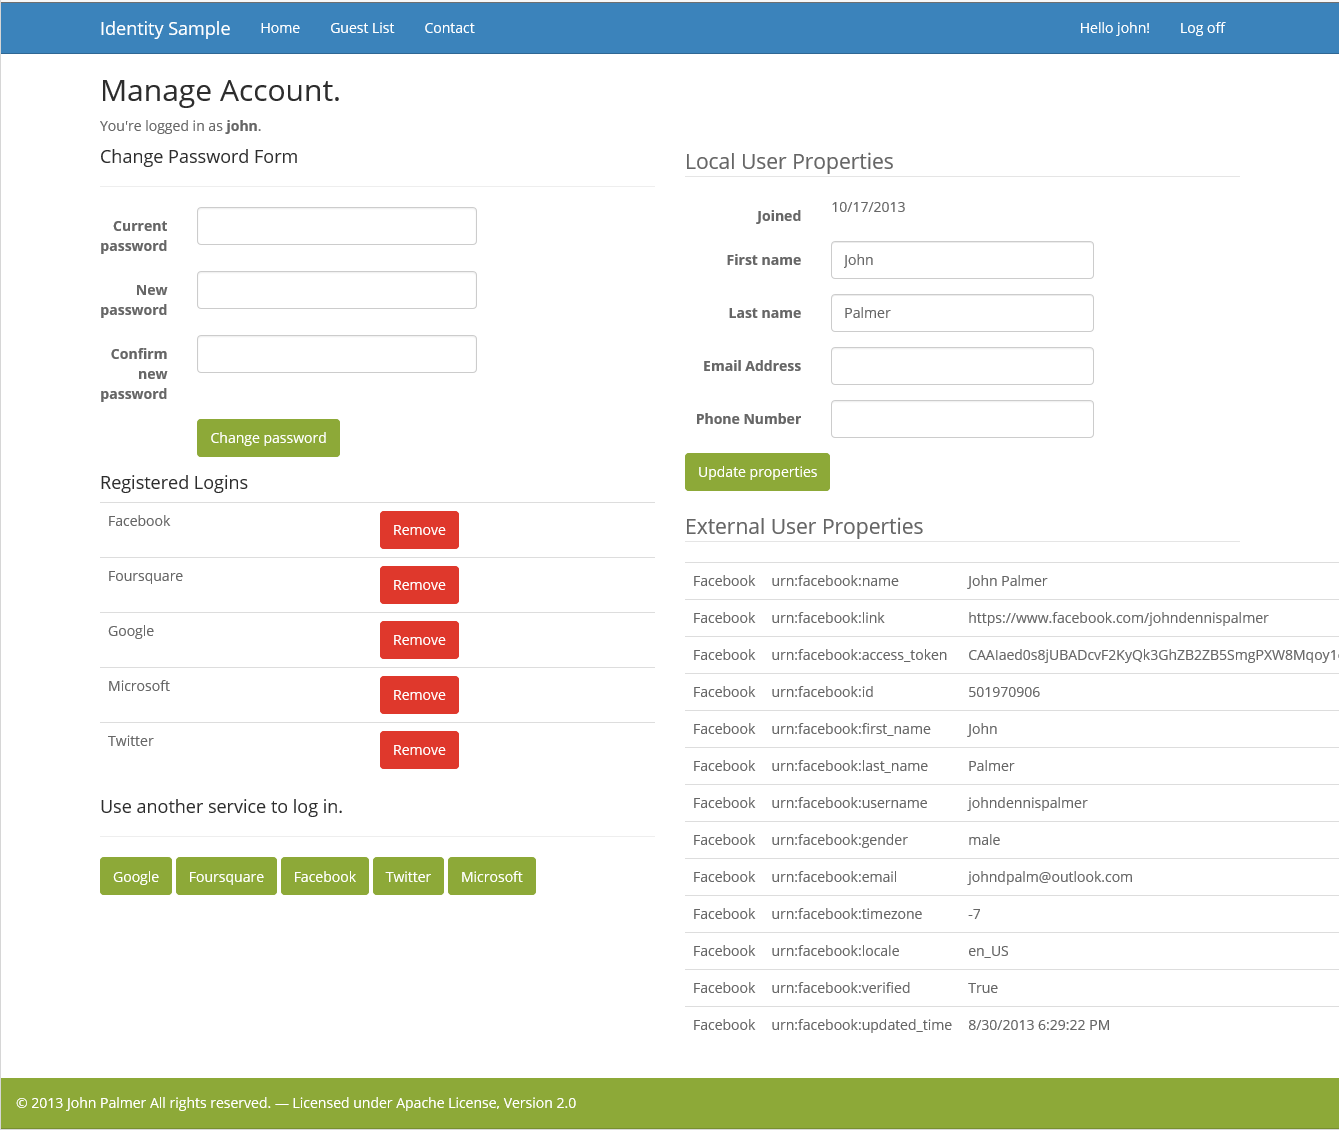 Identity Sample Home Guest List Contact Hello john! Log off
Manage Account.
You're logged in as john.
Change Password Form
Current
password
New
password
Confirm
new
password
Change password
Registered Logins
Facebook Remove
Foursquare Remove
Google Remove
Microsoft Remove
Twitter Remove
Use another service to log in.
Google Foursquare Facebook Twitter Microsoft
Local User Properties
Joined 10/17/2013
First name John
Last name Palmer
Email Address
Phone Number
Update properties
External User Properties
Facebook urn:facebook:name John Palmer
Facebook urn:facebook:link https://www.facebook.com/johndennispalmer
Facebook urn:facebook:access_token
Facebook urn:facebook:id 501970906
Facebook urn:facebook:first_name John
Facebook urn:facebook:last_name Palmer
Facebook urn:facebook:username johndennispalmer
Facebook urn:facebook:gender male
Facebook urn:facebook:email johndpalm@outlook.com
Facebook urn:facebook:timezone -7
Facebook urn:facebook:locale en_US
Facebook urn:facebook:verified True
Facebook urn:facebook:updated_time 8/30/2013 6:29:22 PM
© 2013 John Palmer All rights reserved. — Licensed under Apache License, Version 2.0